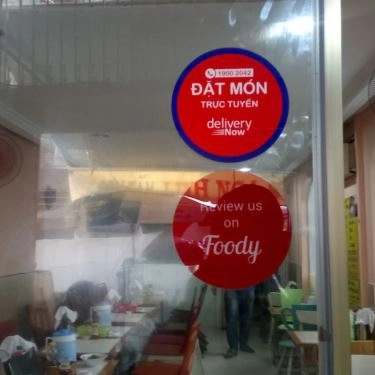 1900 2042
ĐẶT MÓN
TRỰC TUYẾN
delivery
Now
Review us
on
Foody